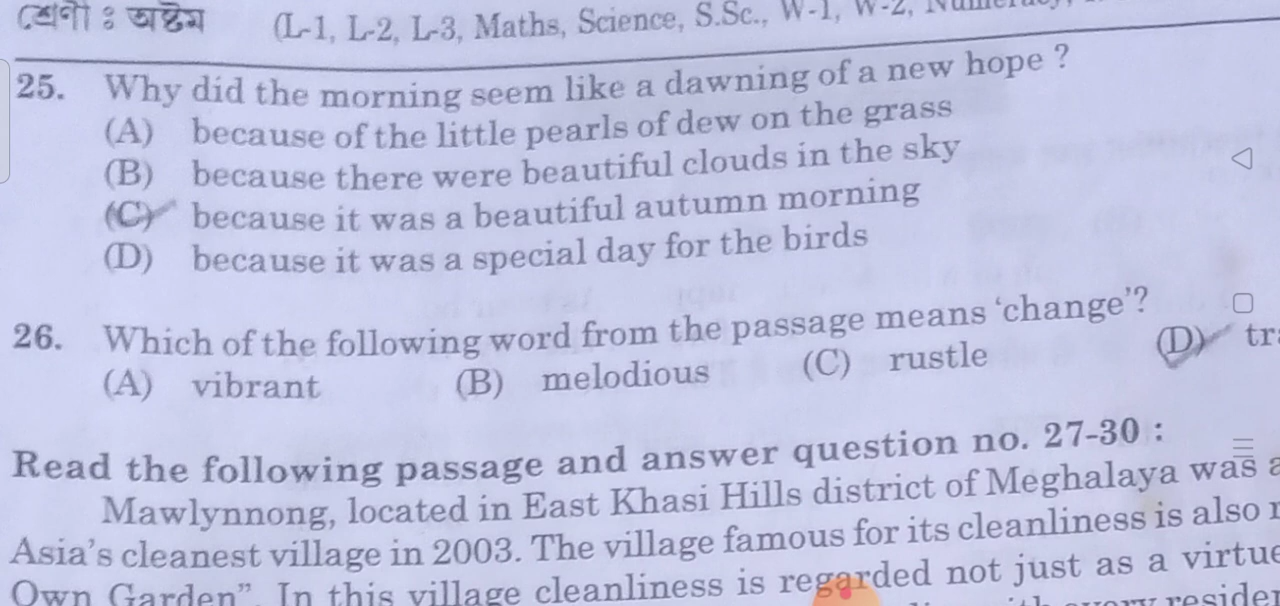 শ্রেণী : অষ্টম (L-1, L-2, L-3, Maths, Science, S.Sc., W-1, W-2,
25. Why did the morning seem like a dawning of a new hope ?
(A) because of the little pearls of dew on the grass
(B) because there were beautiful clouds in the sky
(C) because it was a beautiful autumn morning
(D) because it was a special day for the birds
26. Which of the following word from the passage means ‘change’?
(A) vibrant (B) melodious (C) rustle (D)
Read the following passage and answer question no. 27-30 :
Mawlynnong, located in East Khasi Hills district of Meghalaya was
Asia’s cleanest village in 2003. The village famous for its cleanliness is also
Own Garden”. In this village cleanliness is regarded not just as a virtue